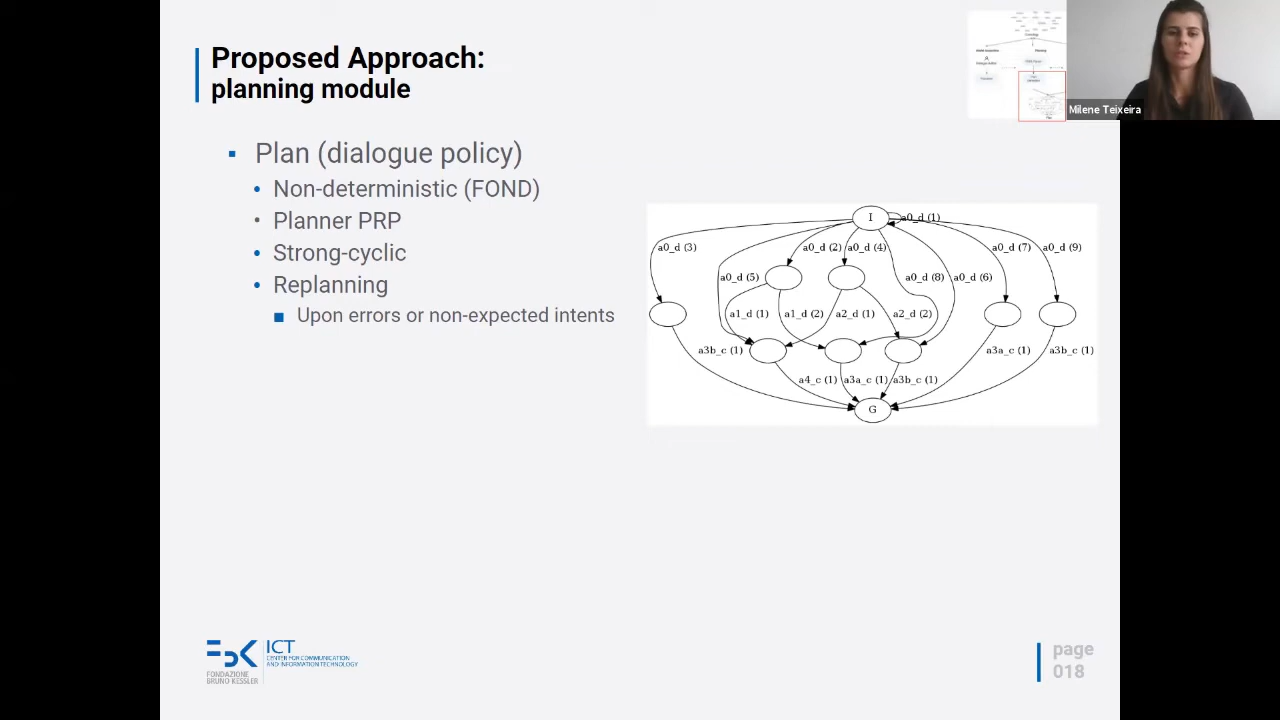 Proposed Approach:
planning module
Milene Teixeira
Plan (dialogue policy)
Non-deterministic (FOND)
Planner PRP
Strong-cyclic
Replanning
Upon errors or non-expected intents
I
a0_d (1)
a0_d (3)
a0_d (2)
a0_d (4)
a0_d (7)
a0_d (9)
a0_d (5)
a0_d (8)
a0_d (6)
a1_d (1)
a1_d (2)
a2_d (1)
a2_d (2)
a3b_c (1)
a3a_c (1)
a3b_c (1)
a4_c (1)
a3a_c (1)
a3b_c (1)
G
FBK
ICT
CENTER FOR COMMUNICATION
AND INFORMATION TECHNOLOGY
FONDAZIONE
BRUNO KESSLER
page
018